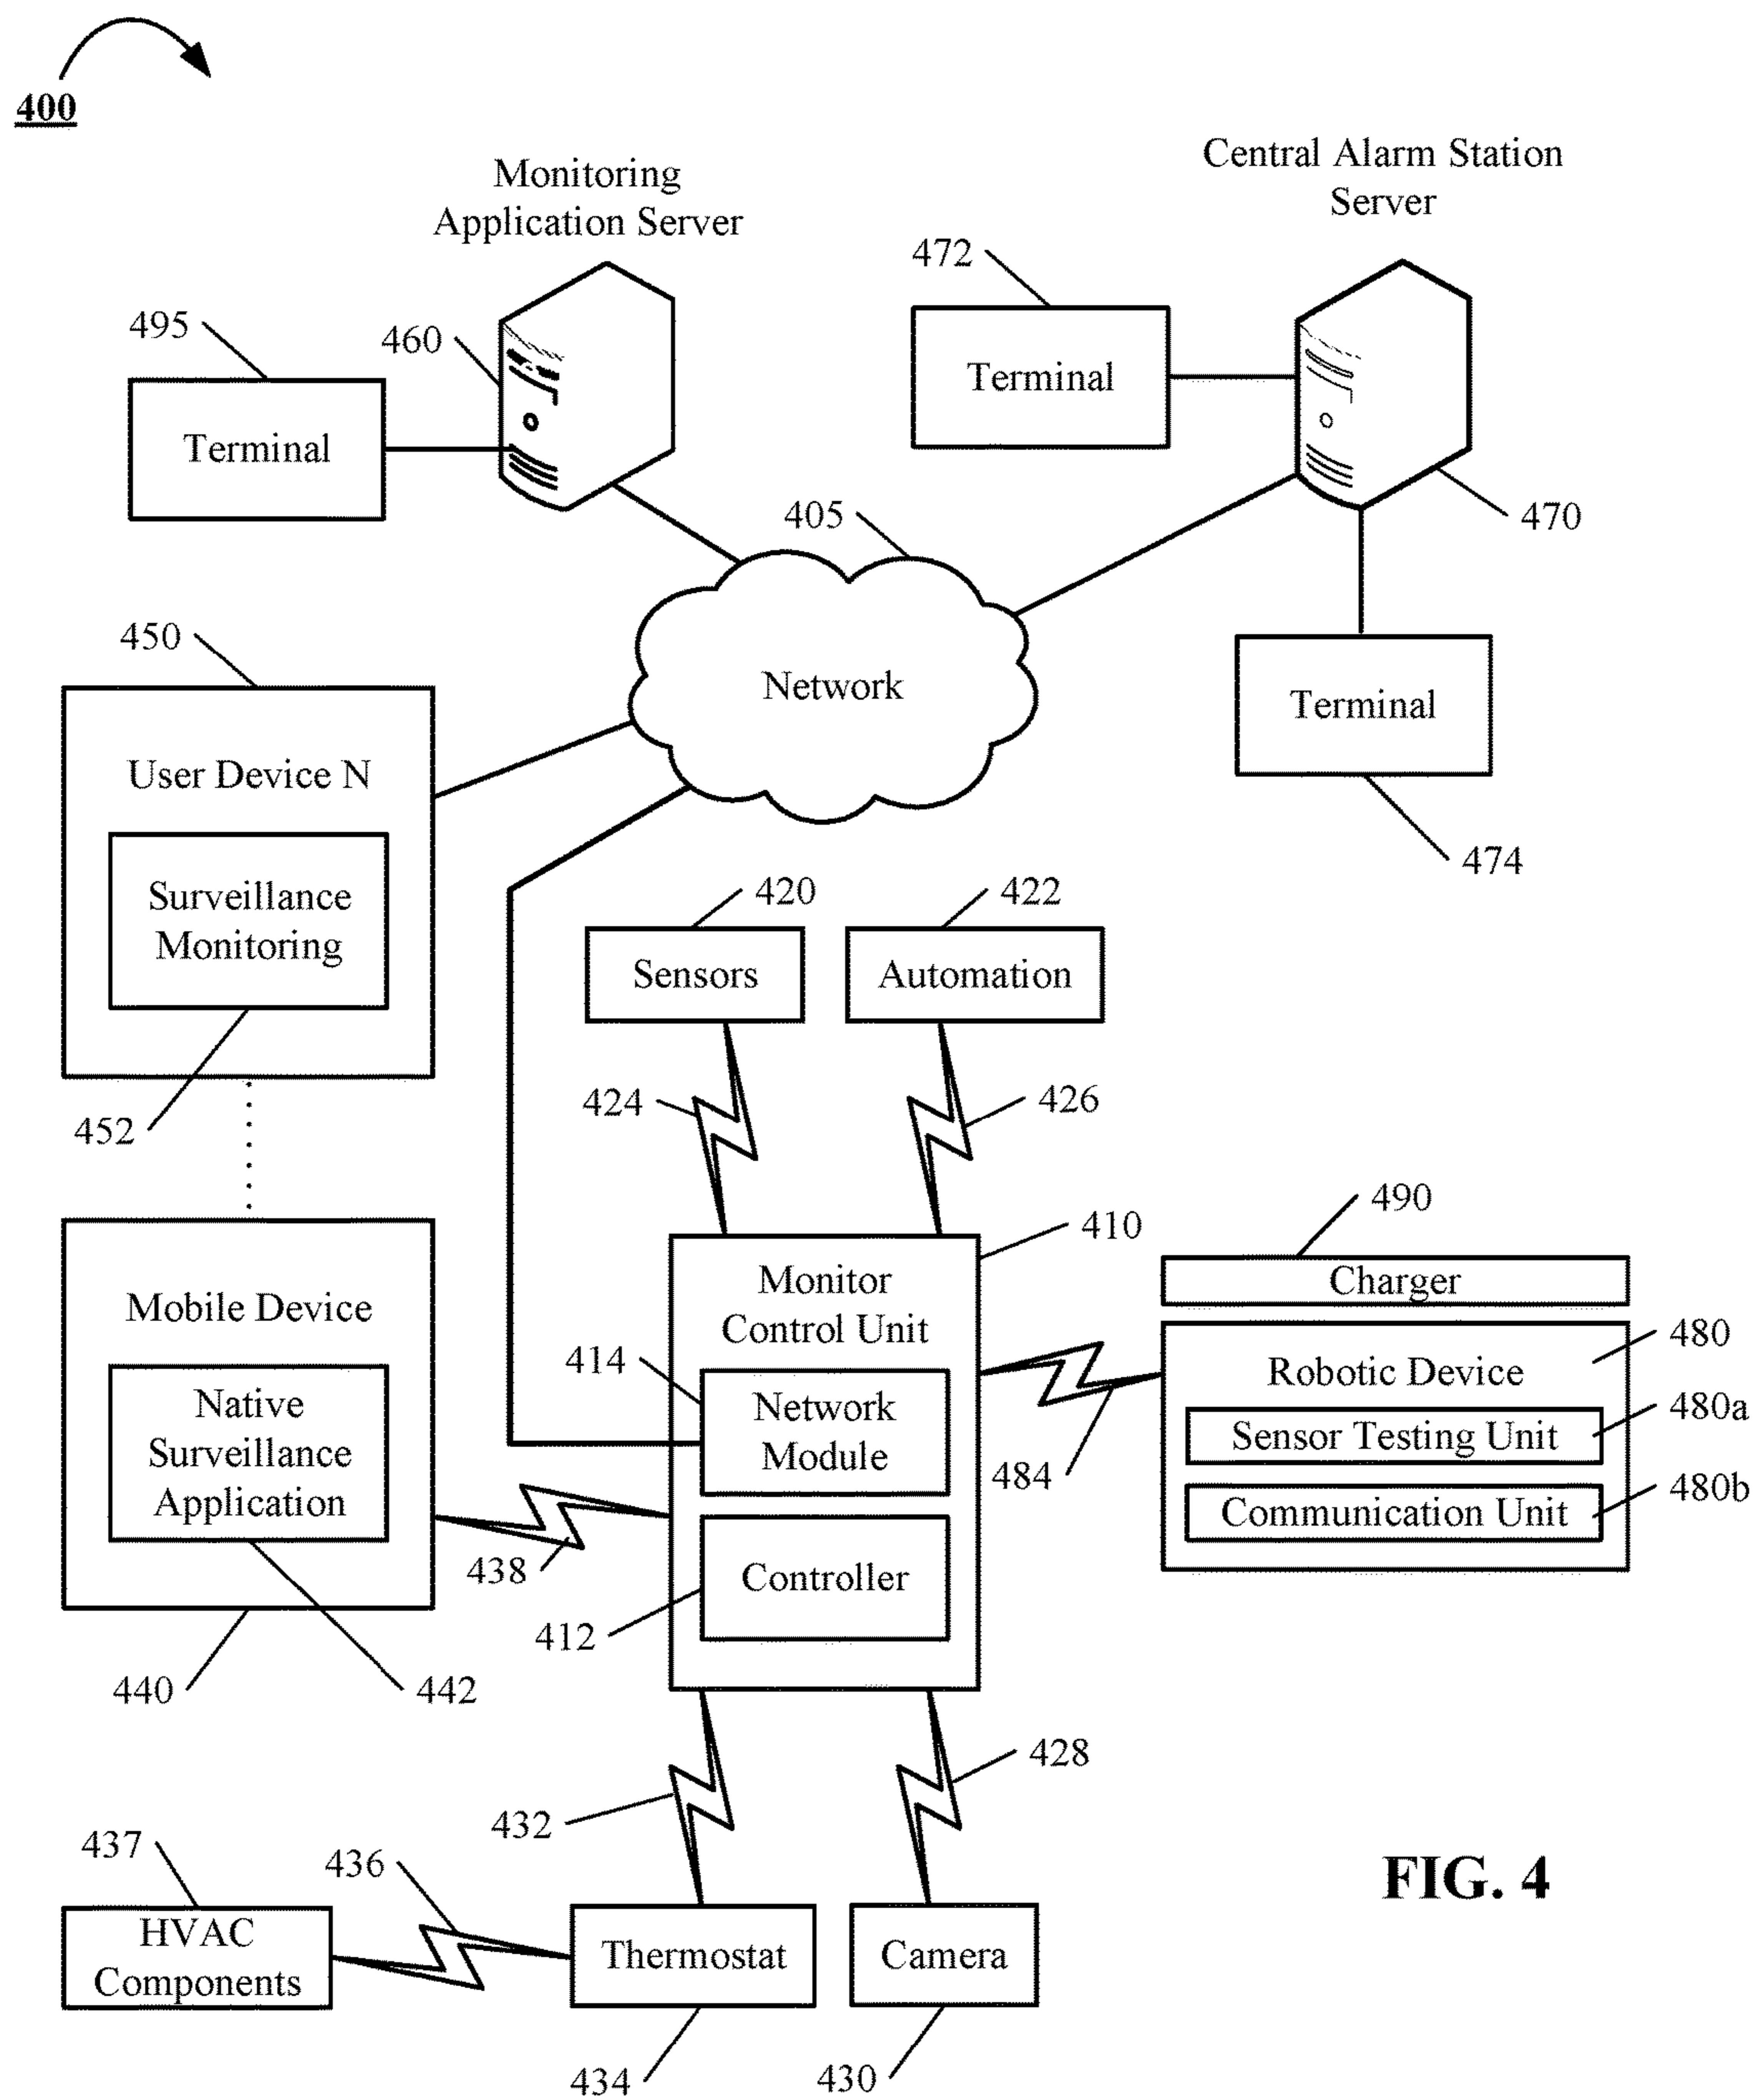 400
Monitoring
Application Server
Central Alarm Station
Server
472
495
460
Terminal
Terminal
405
470
450
Network
Terminal
User Device N
474
Surveillance
Monitoring
420
422
Sensors
Automation
452
424
426
490
410
Charger
Monitor
Control Unit
Mobile Device
414
480
Robotic Device
Native
Surveillance
Application
Network
Module
480a
Sensor Testing Unit
484
480b
Communication Unit
438
Controller
412
440
442
428
432
437
436
FIG. 4
HVAC
Components
Thermostat
Camera
434
430